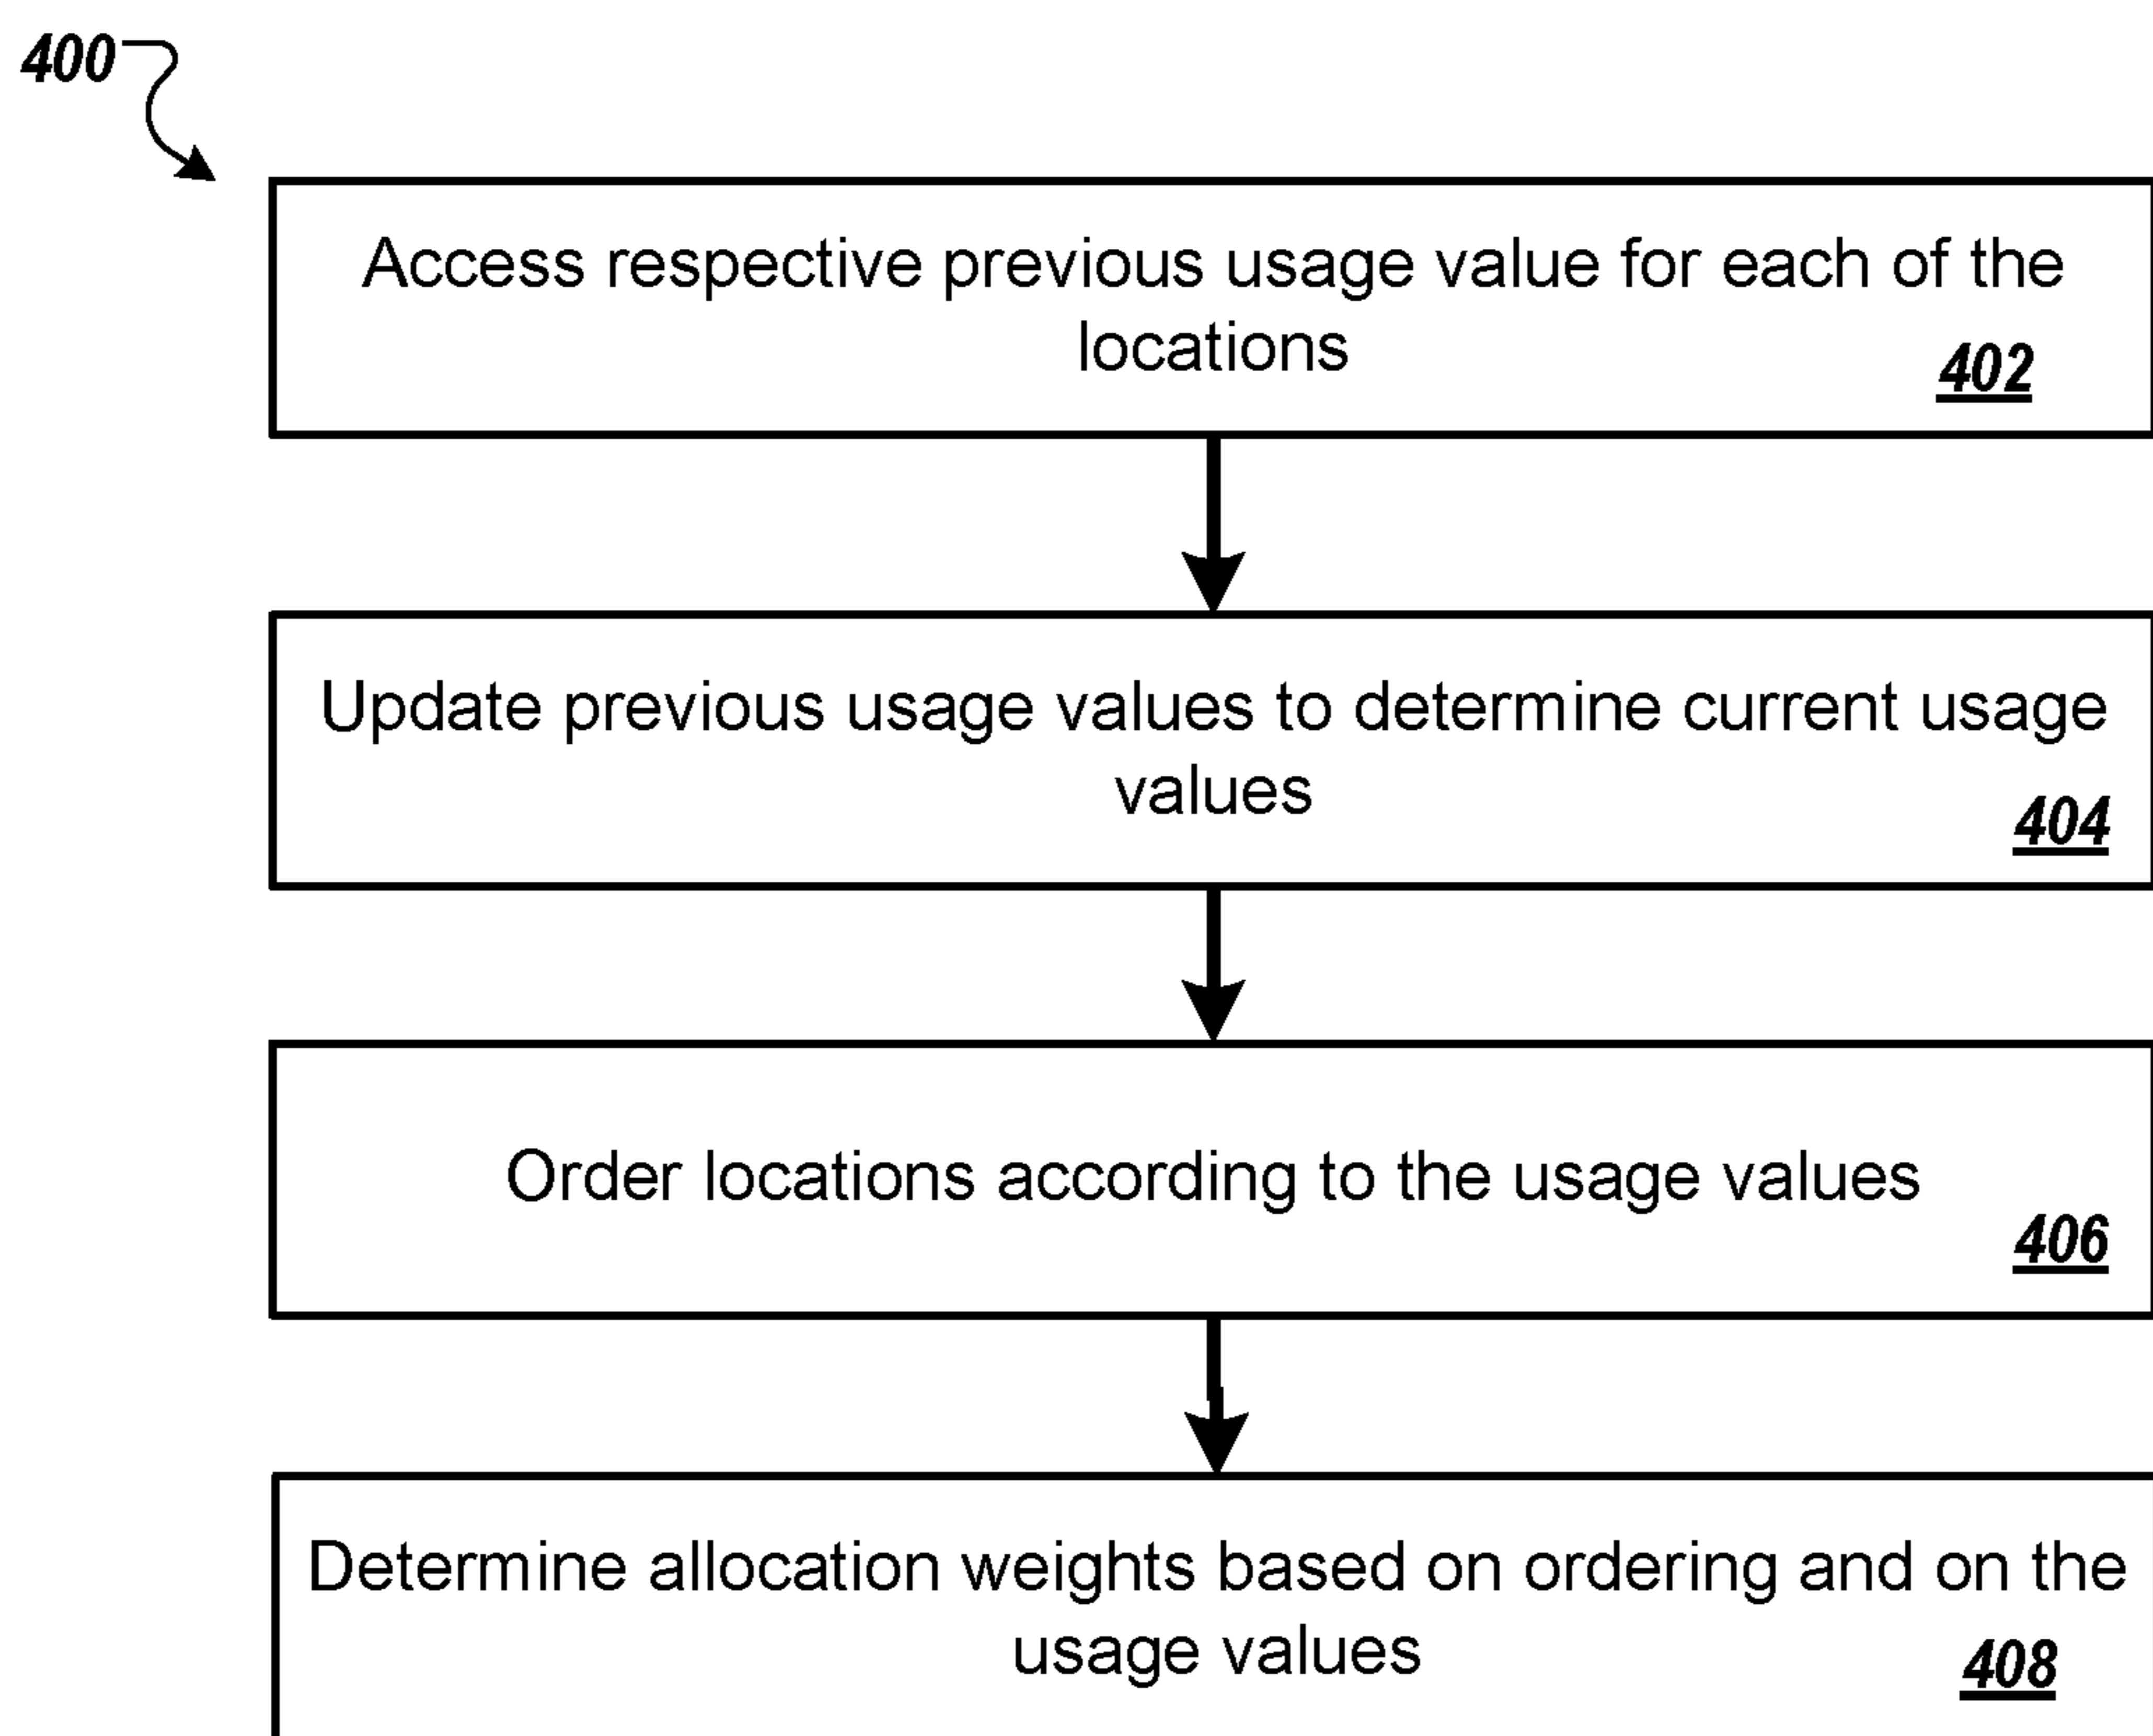 400
Access respective previous usage value for each of the
locations
402
Update previous usage values to determine current usage
values
404
Order locations according to the usage values
406
Determine allocation weights based on ordering and on the
usage values
408